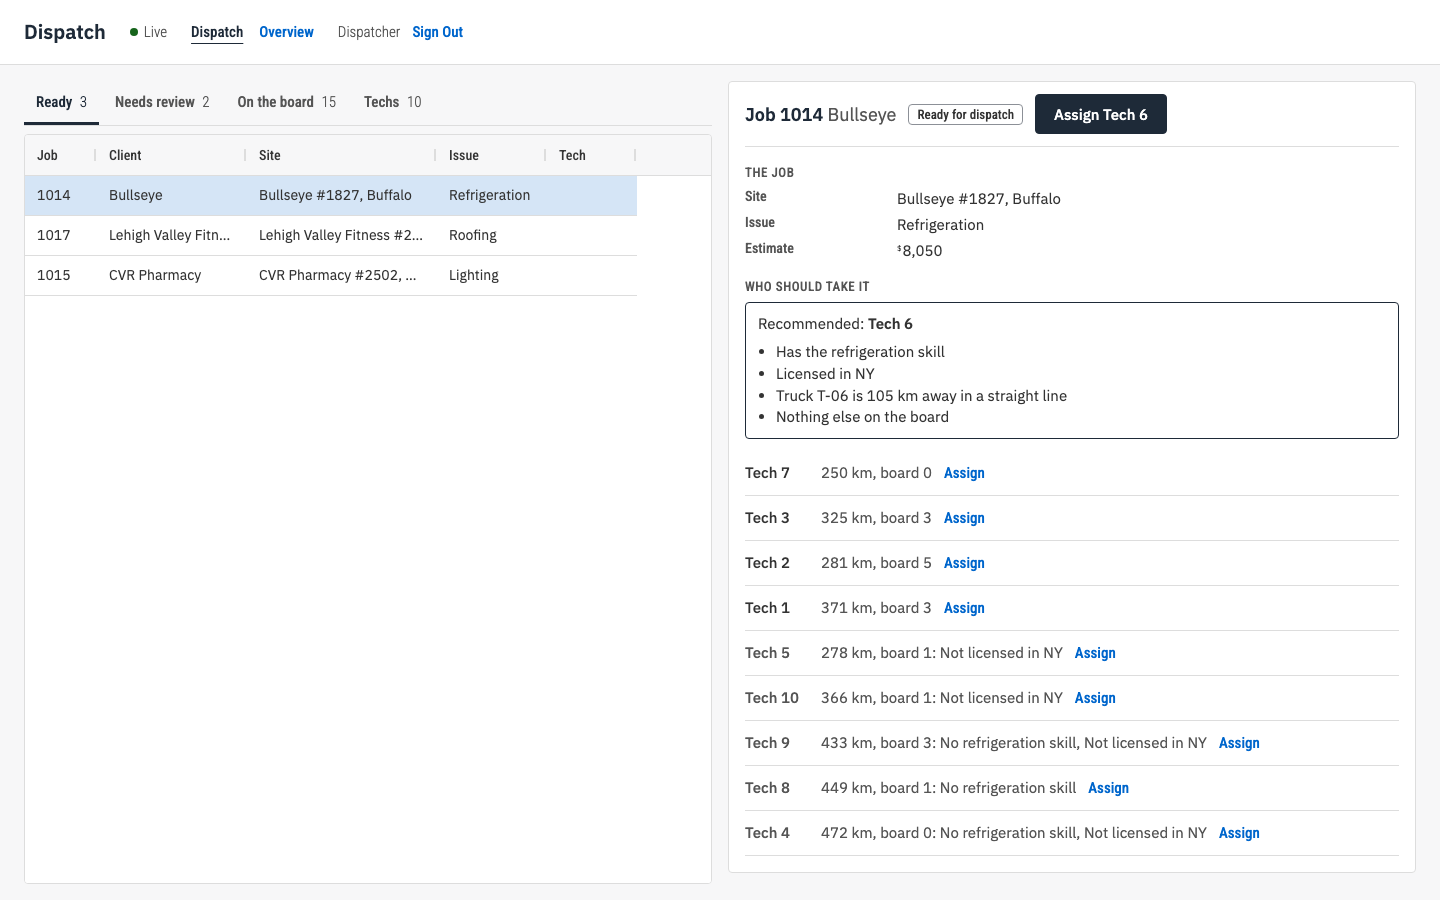 Dispatch Live Dispatch Overview Dispatcher Sign Out
Ready 3 Needs review 2 On the board 15 Techs 10
Job Client Site Issue Tech
1014 Bullseye Bullseye #1827, Buffalo Refrigeration
1017 Lehigh Valley Fitn... Lehigh Valley Fitness #2... Roofing
1015 CVR Pharmacy CVR Pharmacy #2502, ... Lighting
Job 1014 Bullseye Ready for dispatch Assign Tech 6
THE JOB
Site Bullseye #1827, Buffalo
Issue Refrigeration
Estimate $8,050
WHO SHOULD TAKE IT
Recommended: Tech 6
• Has the refrigeration skill
• Licensed in NY
• Truck T-06 is 105 km away in a straight line
• Nothing else on the board
Tech 7 250 km, board 0 Assign
Tech 3 325 km, board 3 Assign
Tech 2 281 km, board 5 Assign
Tech 1 371 km, board 3 Assign
Tech 5 278 km, board 1: Not licensed in NY Assign
Tech 10 366 km, board 1: Not licensed in NY Assign
Tech 9 433 km, board 3: No refrigeration skill, Not licensed in NY Assign
Tech 8 449 km, board 1: No refrigeration skill Assign
Tech 4 472 km, board 0: No refrigeration skill, Not licensed in NY Assign